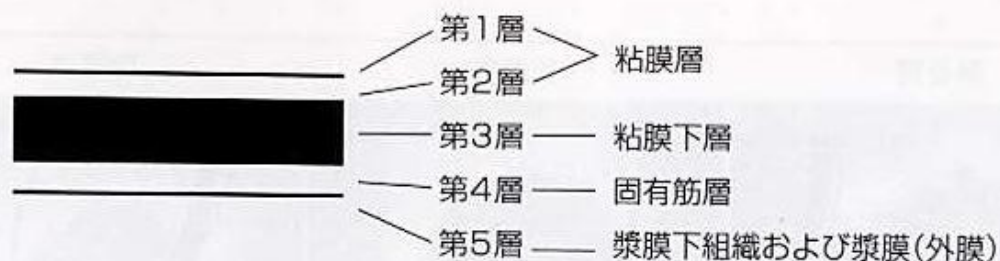 第1層
第2層
粘膜層
第3層
粘膜下層
第4層
固有筋層
第5層
漿膜下組織および漿膜(外膜)